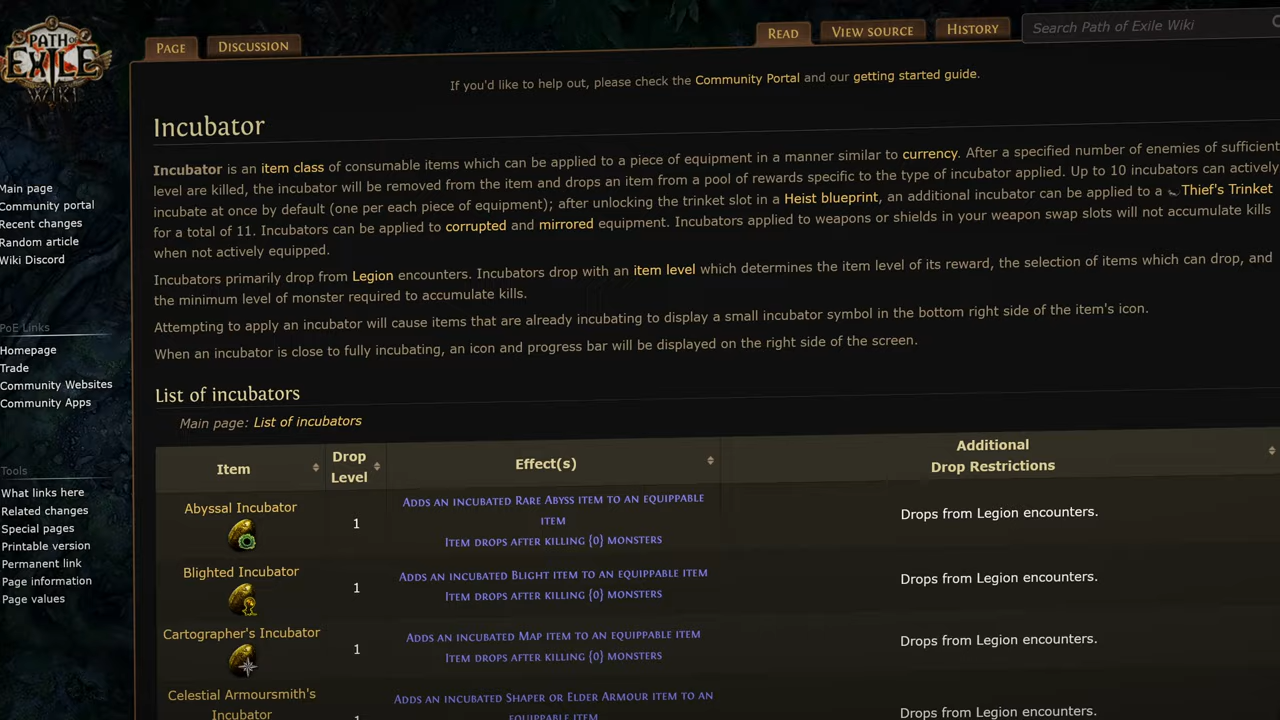 PATH OF
EXILE
WIKI
PAGE
DISCUSSION
READ
VIEW SOURCE
HISTORY
Search Path of Exile Wiki
If you'd like to help out, please check the Community Portal and our getting started guide.
Incubator
Incubator is an item class of consumable items which can be applied to a piece of equipment in a manner similar to currency. After a specified number of enemies of sufficient
level are killed, the incubator will be removed from the item and drops an item from a pool of rewards specific to the type of incubator applied. Up to 10 incubators can actively
incubate at once by default (one per each piece of equipment); after unlocking the trinket slot in a Heist blueprint, an additional incubator can be applied to a Thief's Trinket
for a total of 11. Incubators can be applied to corrupted and mirrored equipment. Incubators applied to weapons or shields in your weapon swap slots will not accumulate kills
when not actively equipped.
Incubators primarily drop from Legion encounters. Incubators drop with an item level which determines the item level of its reward, the selection of items which can drop, and
the minimum level of monster required to accumulate kills.
Attempting to apply an incubator will cause items that are already incubating to display a small incubator symbol in the bottom right side of the item's icon.
When an incubator is close to fully incubating, an icon and progress bar will be displayed on the right side of the screen.
List of incubators
Main page: List of incubators
Item
Drop
Level
Effect(s)
Additional
Drop Restrictions
Abyssal Incubator
1
ADDS AN INCUBATED RARE ABYSS ITEM TO AN EQUIPPABLE
ITEM
ITEM DROPS AFTER KILLING {0} MONSTERS
Drops from Legion encounters.
Blighted Incubator
1
ADDS AN INCUBATED BLIGHT ITEM TO AN EQUIPPABLE ITEM
ITEM DROPS AFTER KILLING {0} MONSTERS
Drops from Legion encounters.
Cartographer's Incubator
1
ADDS AN INCUBATED MAP ITEM TO AN EQUIPPABLE ITEM
ITEM DROPS AFTER KILLING {0} MONSTERS
Drops from Legion encounters.
Celestial Armoursmith's
Incubator
1
ADDS AN INCUBATED SHAPER OR ELDER ARMOUR ITEM TO AN
EQUIPPABLE ITEM
Drops from Legion encounters.
Main page
Community portal
Recent changes
Random article
Wiki Discord
PoE Links
Homepage
Trade
Community Websites
Community Apps
Tools
What links here
Related changes
Special pages
Printable version
Permanent link
Page information
Page values